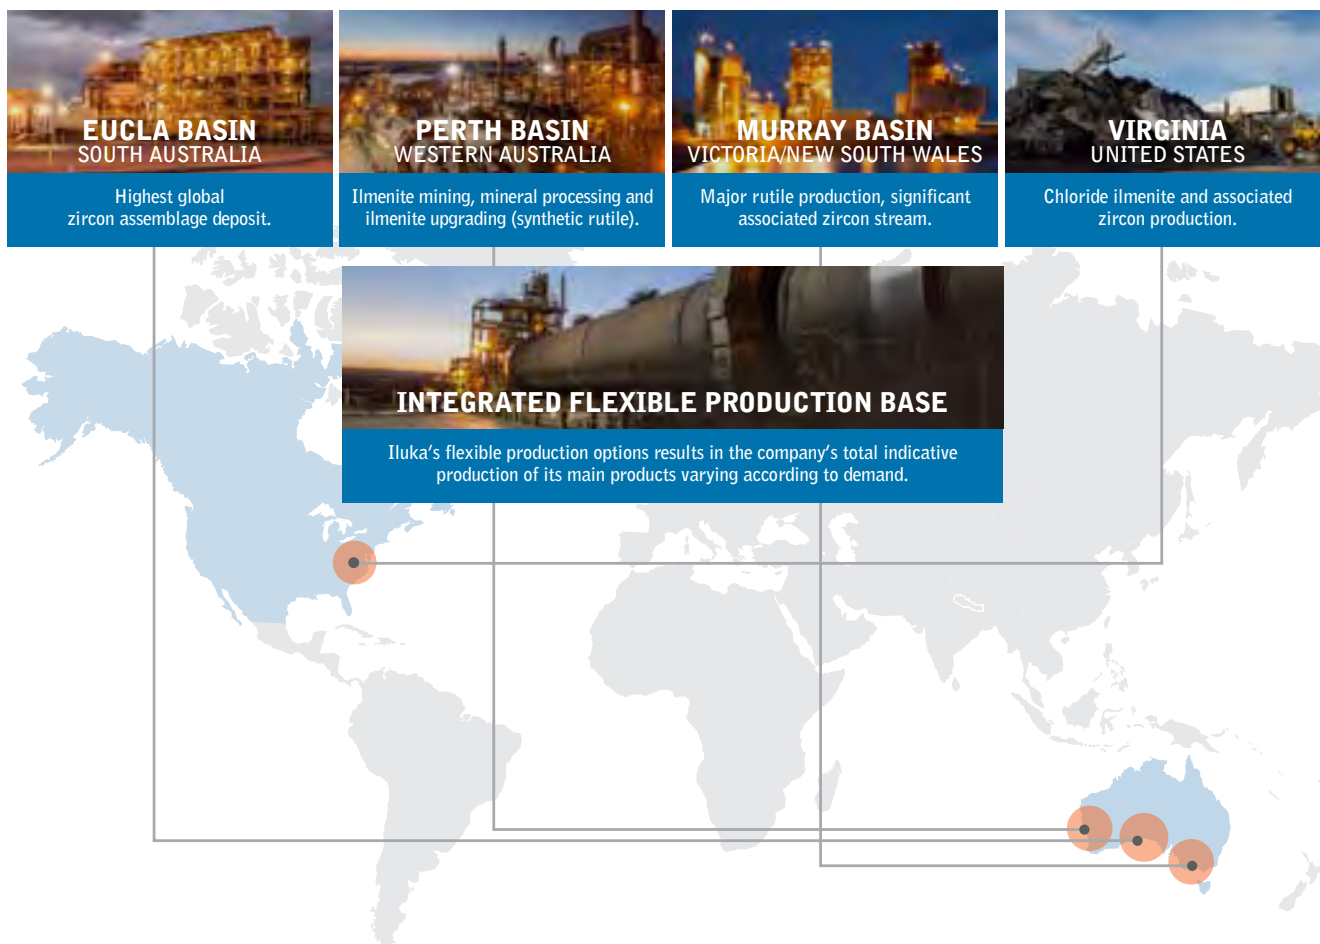 EUCLA BASIN
SOUTH AUSTRALIA
Highest global
zircon assemblage deposit.
PERTH BASIN
WESTERN AUSTRALIA
Ilmenite mining, mineral processing and
ilmenite upgrading (synthetic rutile).
MURRAY BASIN
VICTORIA/NEW SOUTH WALES
Major rutile production, significant
associated zircon stream.
VIRGINIA
UNITED STATES
Chloride ilmenite and associated
zircon production.
INTEGRATED FLEXIBLE PRODUCTION BASE
Iluka’s flexible production options results in the company’s total indicative
production of its main products varying according to demand.